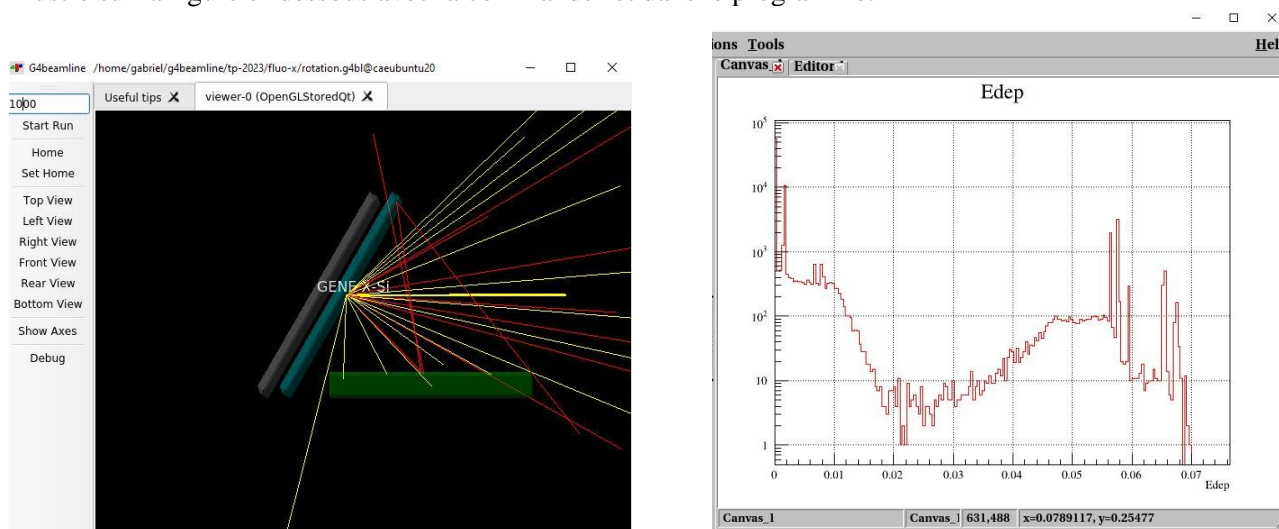 G4beamline /home/gabriel/g4beamline/tp-2023/fluo-x/rotation.g4bl@caeubuntu20
1000
Start Run
Home
Set Home
Top View
Left View
Right View
Front View
Rear View
Bottom View
Show Axes
Debug
Useful tips
viewer-0 (OpenGLStoredQt)
GENE X-Si
ions Tools
Hel
Canvas_1
Editor 1
Edep
10⁵
10⁴
10³
10²
10
1
0 0.01 0.02 0.03 0.04 0.05 0.06 0.07
Edep
Canvas_1 Canvas_1 631,488 x=0.0789117, y=0.25477